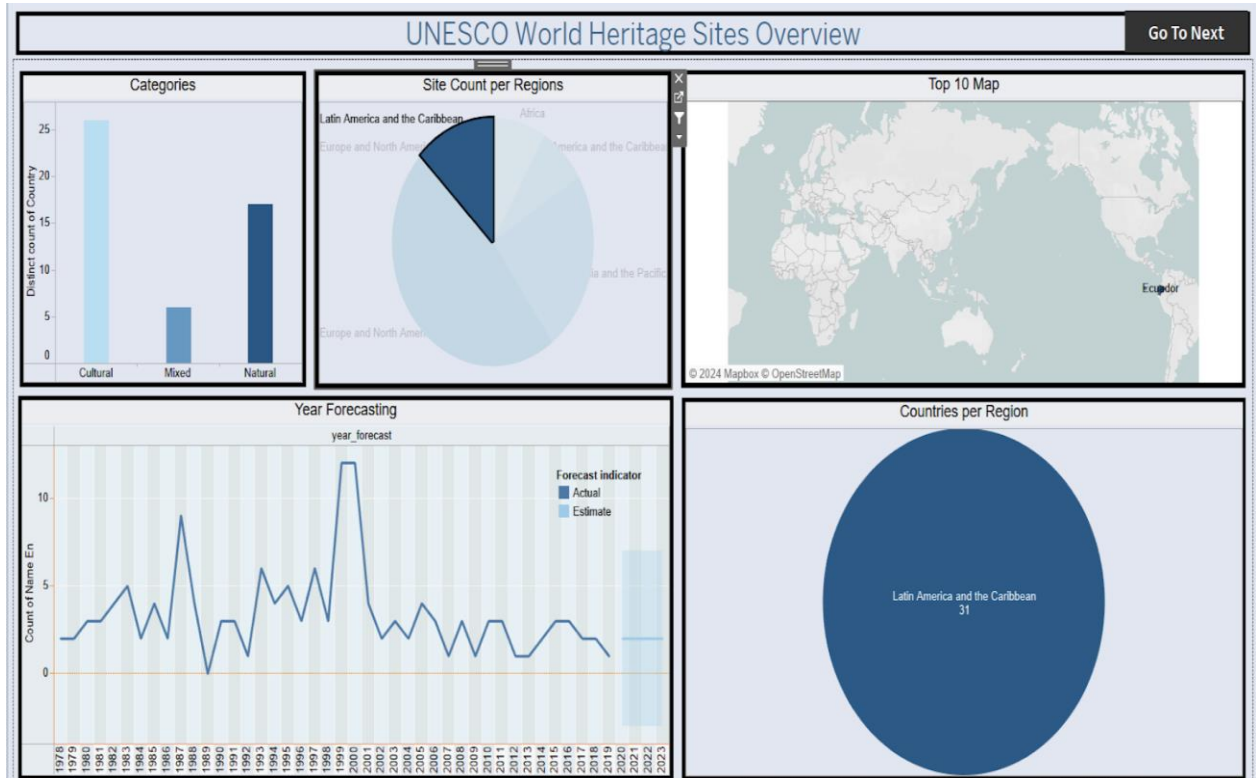 UNESCO World Heritage Sites Overview
Go To Next
Categories
Distinct count of Country
25
20
15
10
5
0
Cultural
Mixed
Natural
Site Count per Regions
Latin America and the Caribbean
Africa
Europe and North Amer
America and the Caribbean
ia and the Pacific
Europe and North Amer
Top 10 Map
Ecuador
© 2024 Mapbox © OpenStreetMap
Year Forecasting
year_forecast
Forecast indicator
Actual
Estimate
Count of Name En
10
5
0
1978
1979
1980
1981
1982
1983
1984
1985
1986
1987
1988
1989
1990
1991
1992
1993
1994
1995
1996
1997
1998
1999
2000
2001
2002
2003
2004
2005
2006
2007
2008
2009
2010
2011
2012
2013
2014
2015
2016
2017
2018
2019
2020
2021
2022
2023
Countries per Region
Latin America and the Caribbean
31